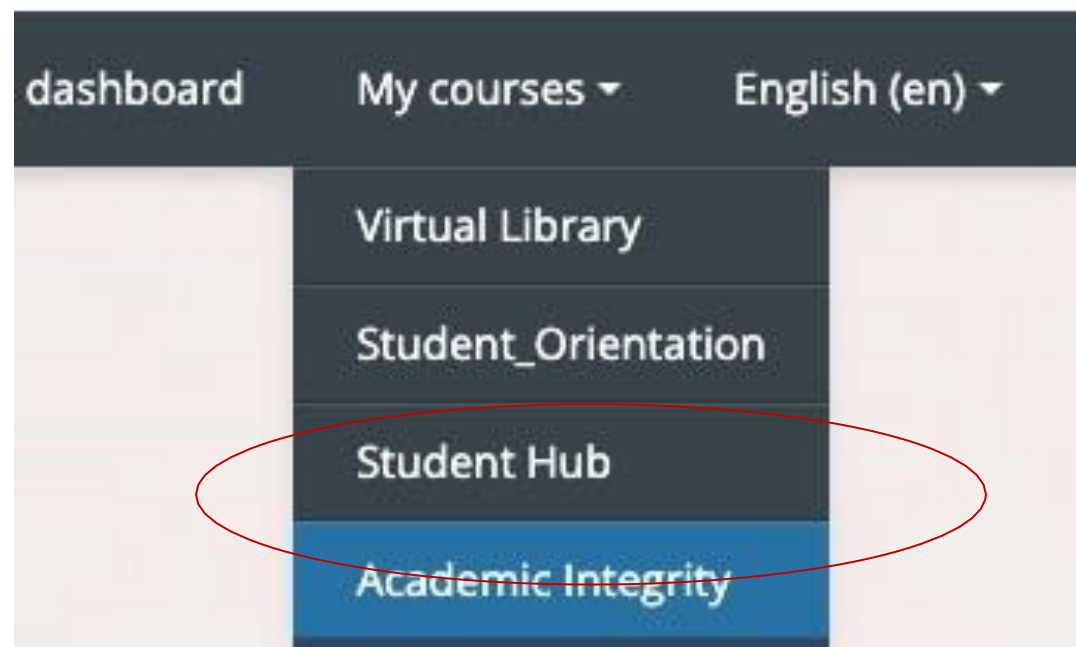 dashboard My courses English (en)
Virtual Library
Student_Orientation
Student Hub
Academic Integrity